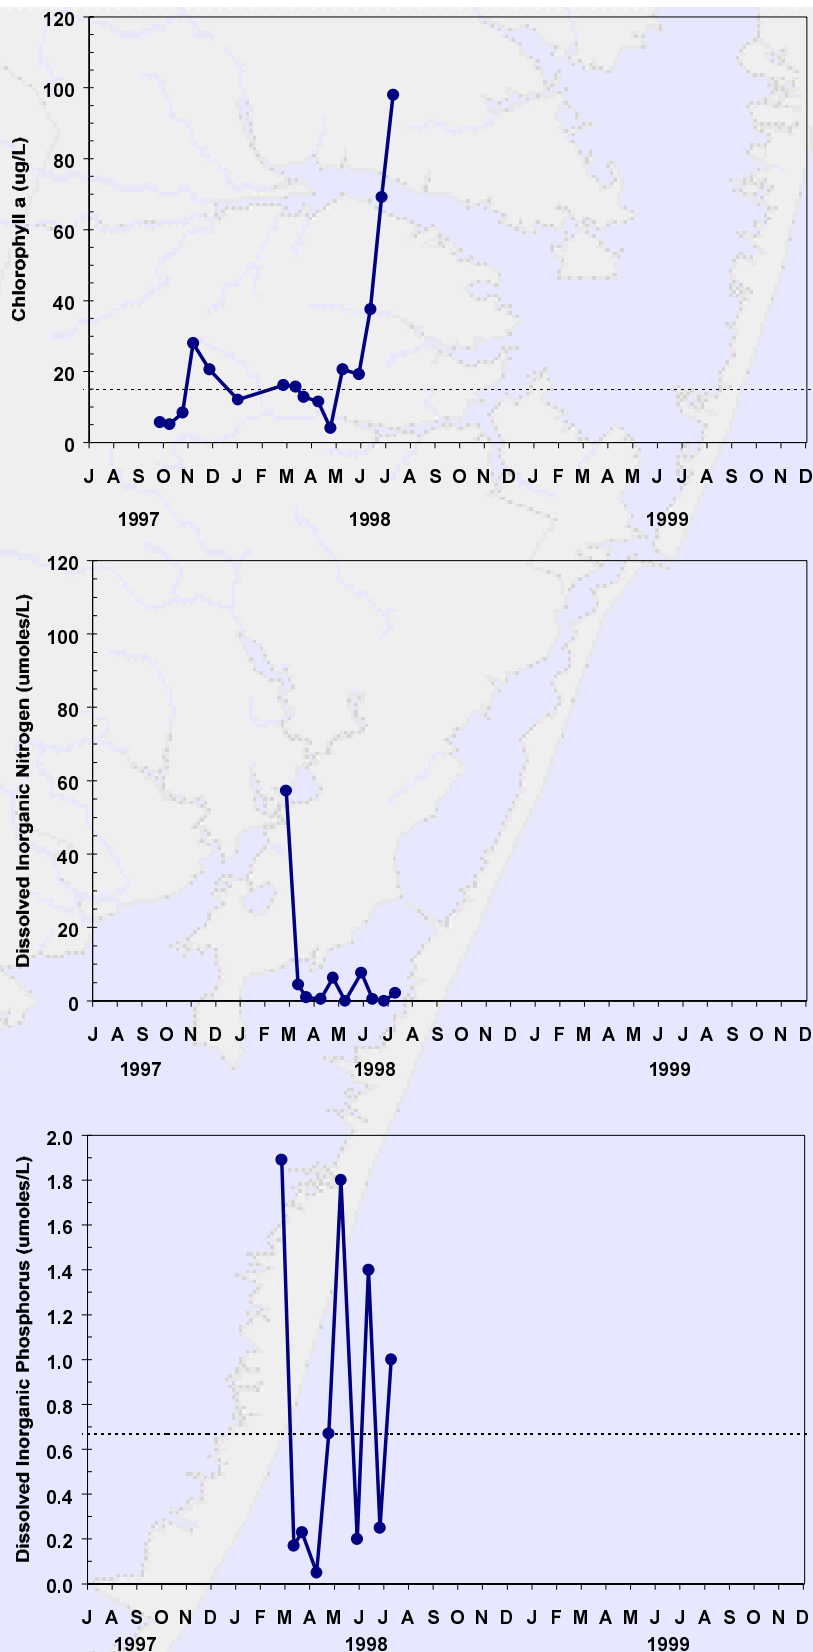 120
100
80
60
40
20
0
Chlorophyll a (ug/L)
J A S O N D J F M A M J J A S O N D J F M A M J J A S O N D
1997 1998 1999
120
100
80
60
40
20
0
Dissolved Inorganic Nitrogen (umoles/L)
J A S O N D J F M A M J J A S O N D J F M A M J J A S O N D
1997 1998 1999
2.0
1.8
1.6
1.4
1.2
1.0
0.8
0.6
0.4
0.2
0.0
Dissolved Inorganic Phosphorus (umoles/L)
J A S O N D J F M A M J J A S O N D J F M A M J J A S O N D
1997 1998 1999